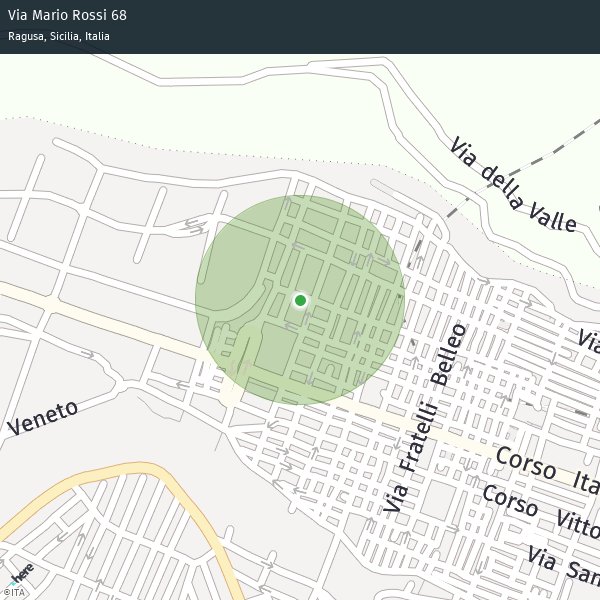 Via Mario Rossi 68
Ragusa, Sicilia, Italia
Via della Valle
Via
Via Fratelli Belleo
Veneto
Corso Ita
Corso Vitto
Via San
here
©ITA